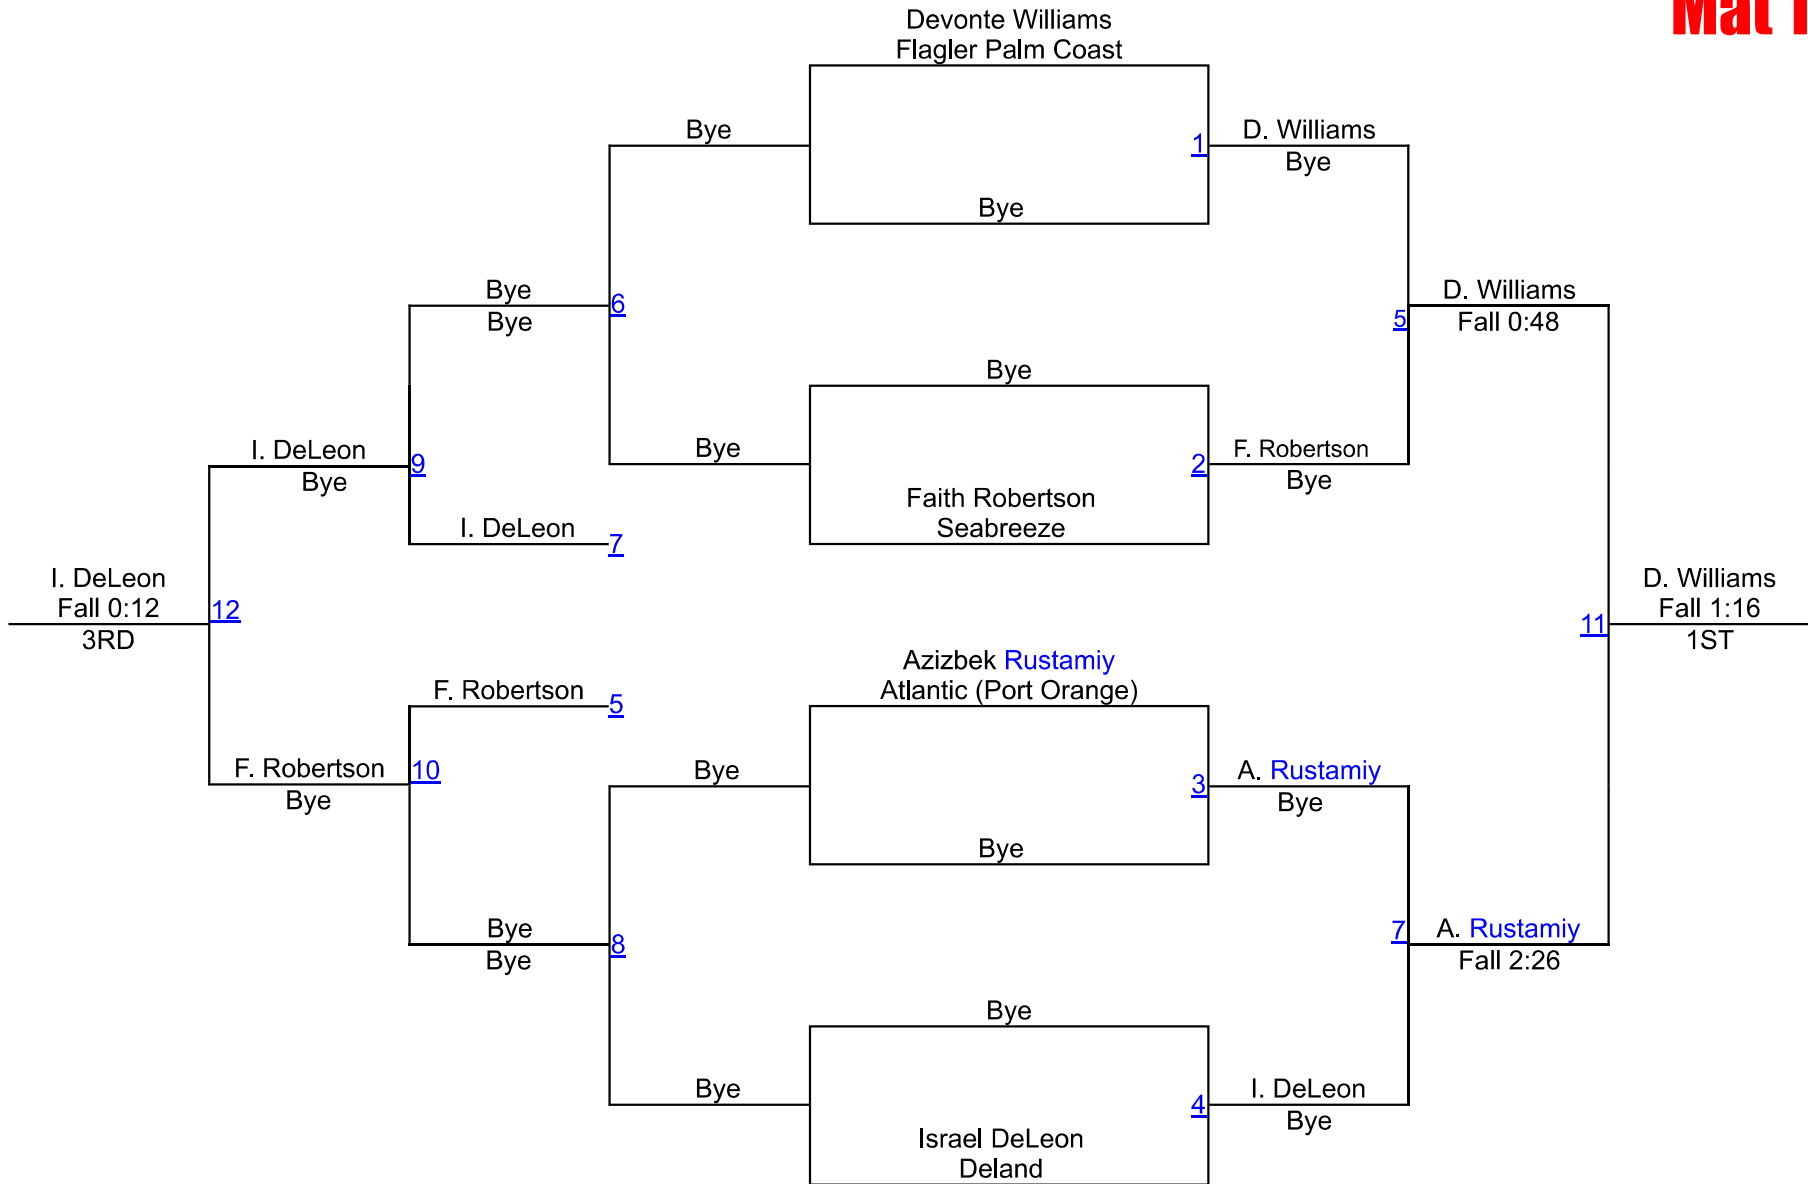 Mat 1
Devonte Williams
Flagler Palm Coast
Bye
1
D. Williams
Bye
Bye
Bye
Bye
6
D. Williams
Fall 0:48
5
Bye
I. DeLeon
Bye
9
Bye
2
F. Robertson
Bye
Faith Robertson
Seabreeze
I. DeLeon
7
I. DeLeon
Fall 0:12
3RD
12
D. Williams
Fall 1:16
1ST
11
Azizbek Rustamiy
Atlantic (Port Orange)
F. Robertson
5
F. Robertson
Bye
10
Bye
3
A. Rustamiy
Bye
Bye
Bye
Bye
8
7
A. Rustamiy
Fall 2:26
Bye
Bye
4
I. DeLeon
Bye
Israel DeLeon
Deland